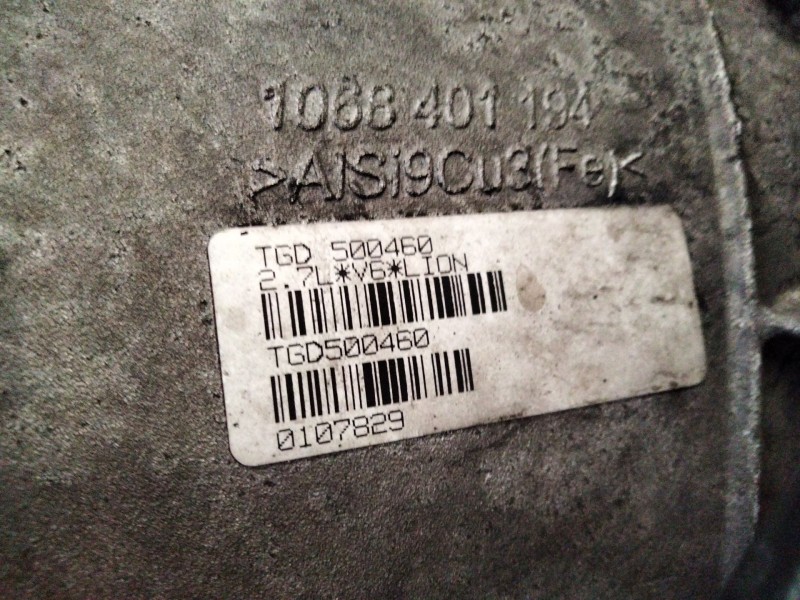 1068 401 194
>AlSi9Cu3(Fe)<
TGD 500460
2.7L*V6*LION
TGD500460
0107829